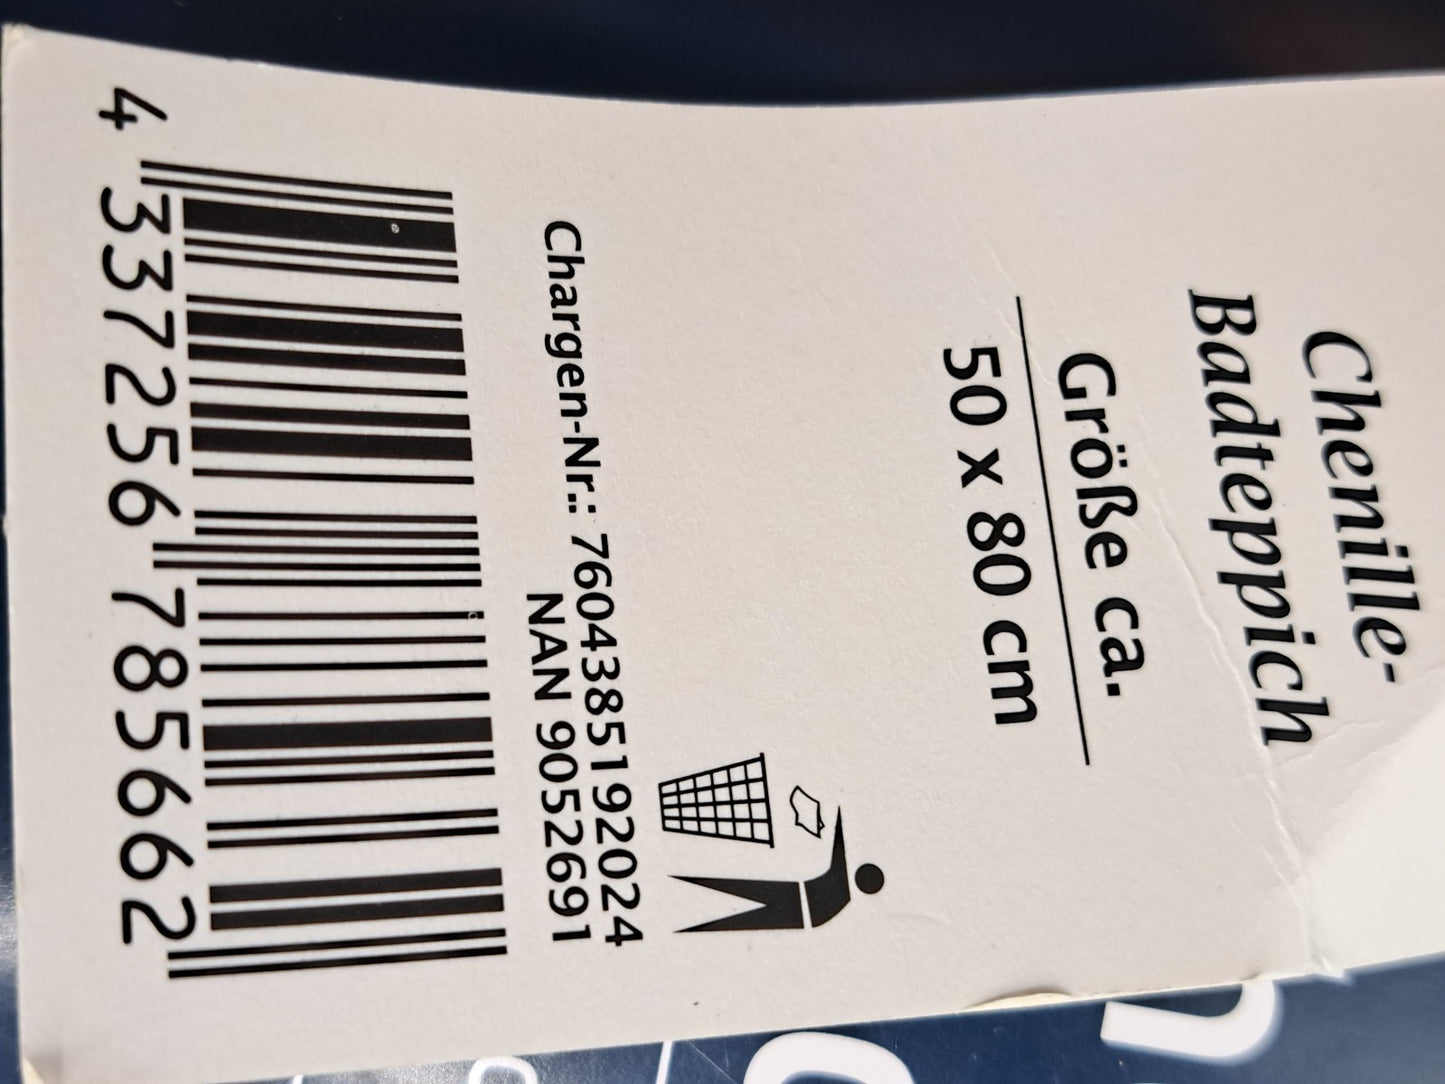 Chenille-
Badteppich
Größe ca.
50 x 80 cm
Chargen-Nr.: 7604385192024
NAN 9052691
4 337256 785662